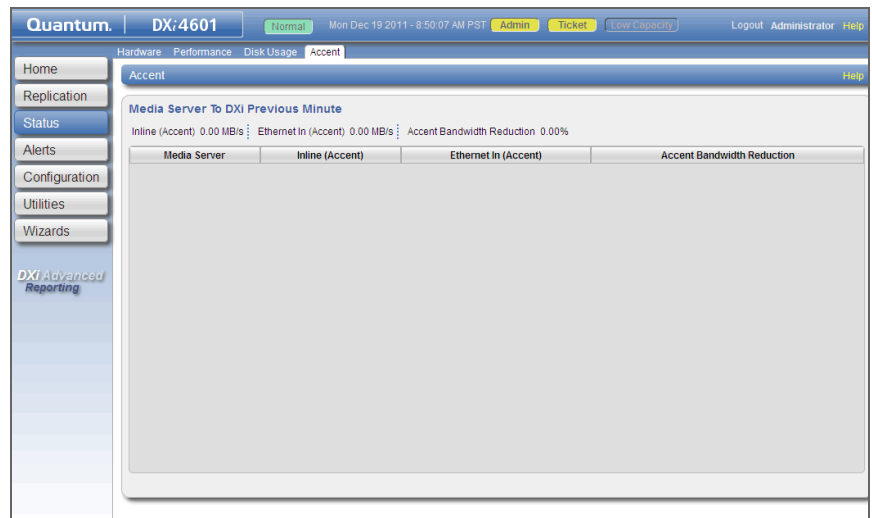 Quantum. DXi4601 Normal Mon Dec 19 2011 - 8:50:07 AM PST Admin Ticket Low Capacity Logout Administrator Help
Hardware Performance Disk Usage Accent
Home
Replication
Status
Alerts
Configuration
Utilities
Wizards
DXi Advanced
Reporting
Accent Help
Media Server To DXi Previous Minute
Inline (Accent) 0.00 MB/s Ethernet In (Accent) 0.00 MB/s Accent Bandwidth Reduction 0.00%
Media Server Inline (Accent) Ethernet In (Accent) Accent Bandwidth Reduction